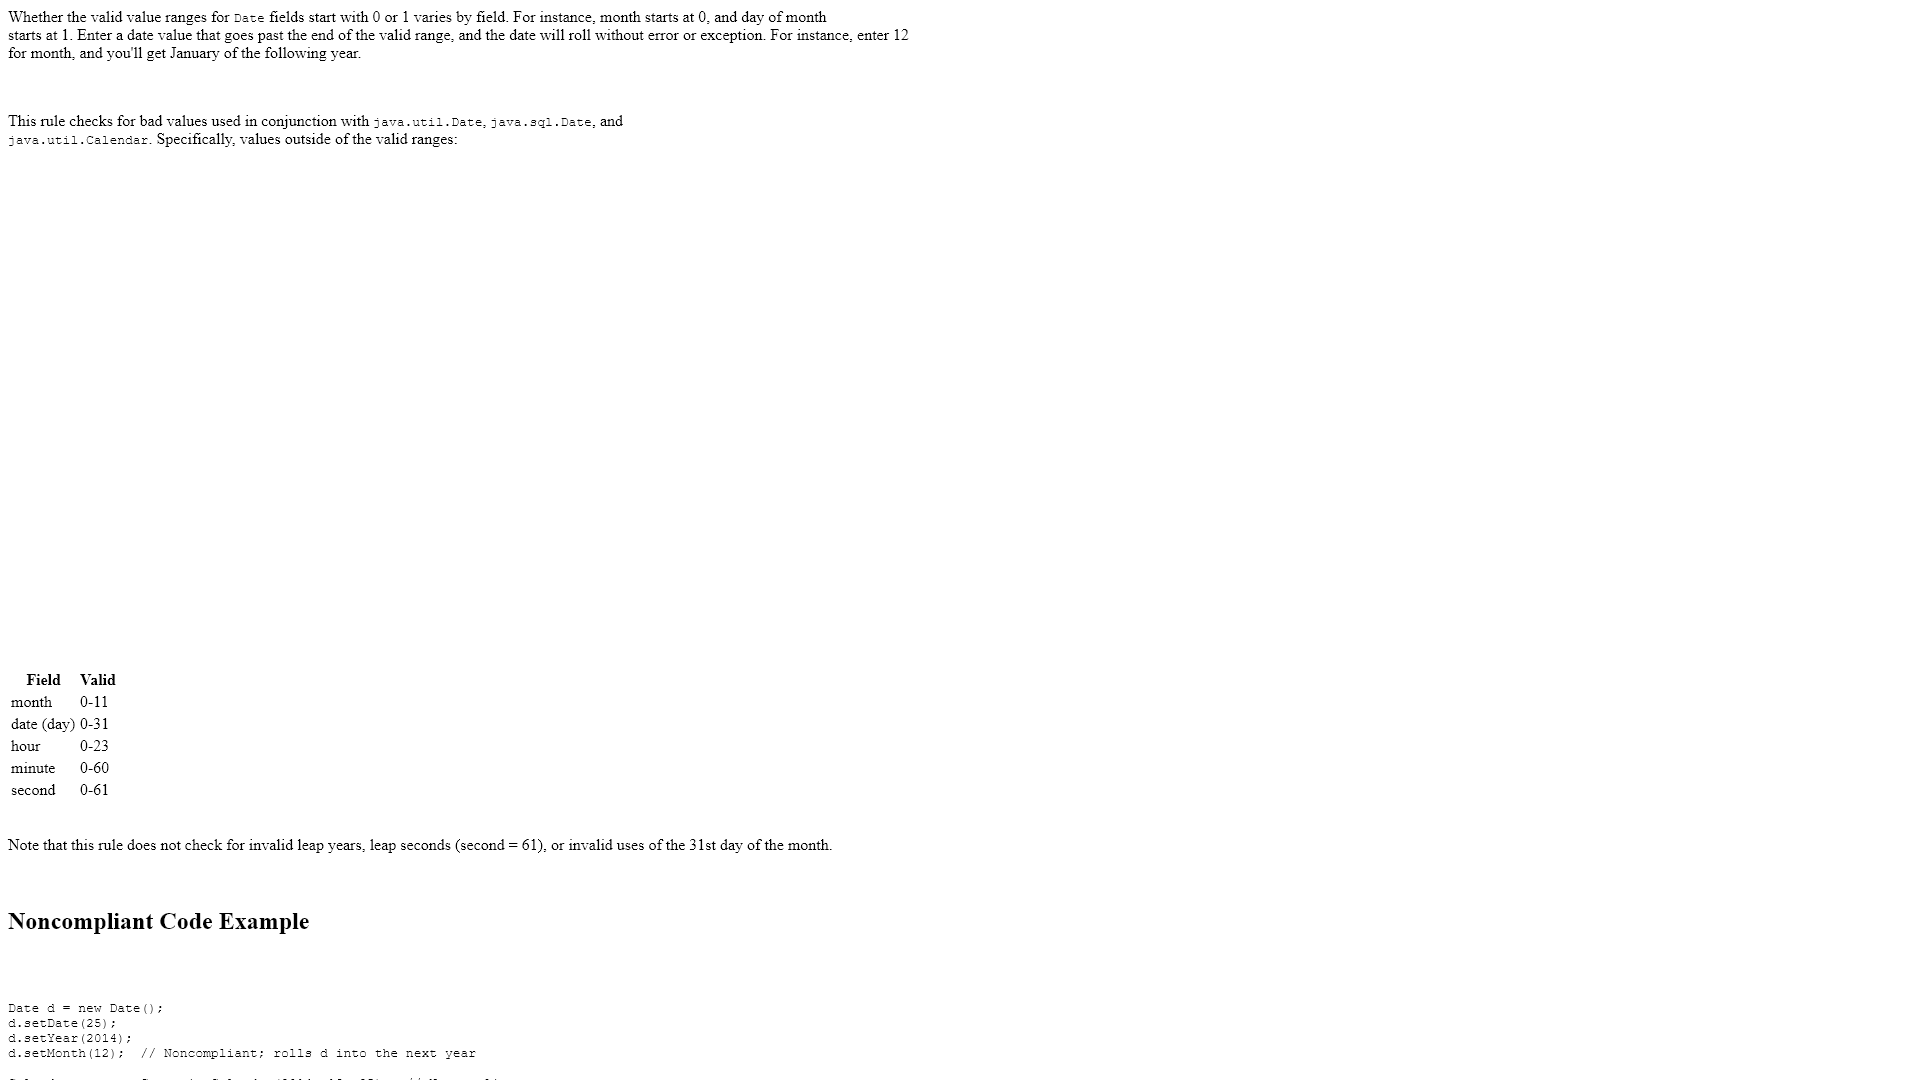 Whether the valid value ranges for Date fields start with 0 or 1 varies by field. For instance, month starts at 0, and day of month
starts at 1. Enter a date value that goes past the end of the valid range, and the date will roll without error or exception. For instance, enter 12
for month, and you'll get January of the following year.
This rule checks for bad values used in conjunction with java.util.Date, java.sql.Date, and
java.util.Calendar. Specifically, values outside of the valid ranges:
Field Valid
month 0-11
date (day) 0-31
hour 0-23
minute 0-60
second 0-61
Note that this rule does not check for invalid leap years, leap seconds (second = 61), or invalid uses of the 31st day of the month.
Noncompliant Code Example
Date d = new Date();
d.setDate(25);
d.setYear(2014);
d.setMonth(12);  // Noncompliant; rolls d into the next year